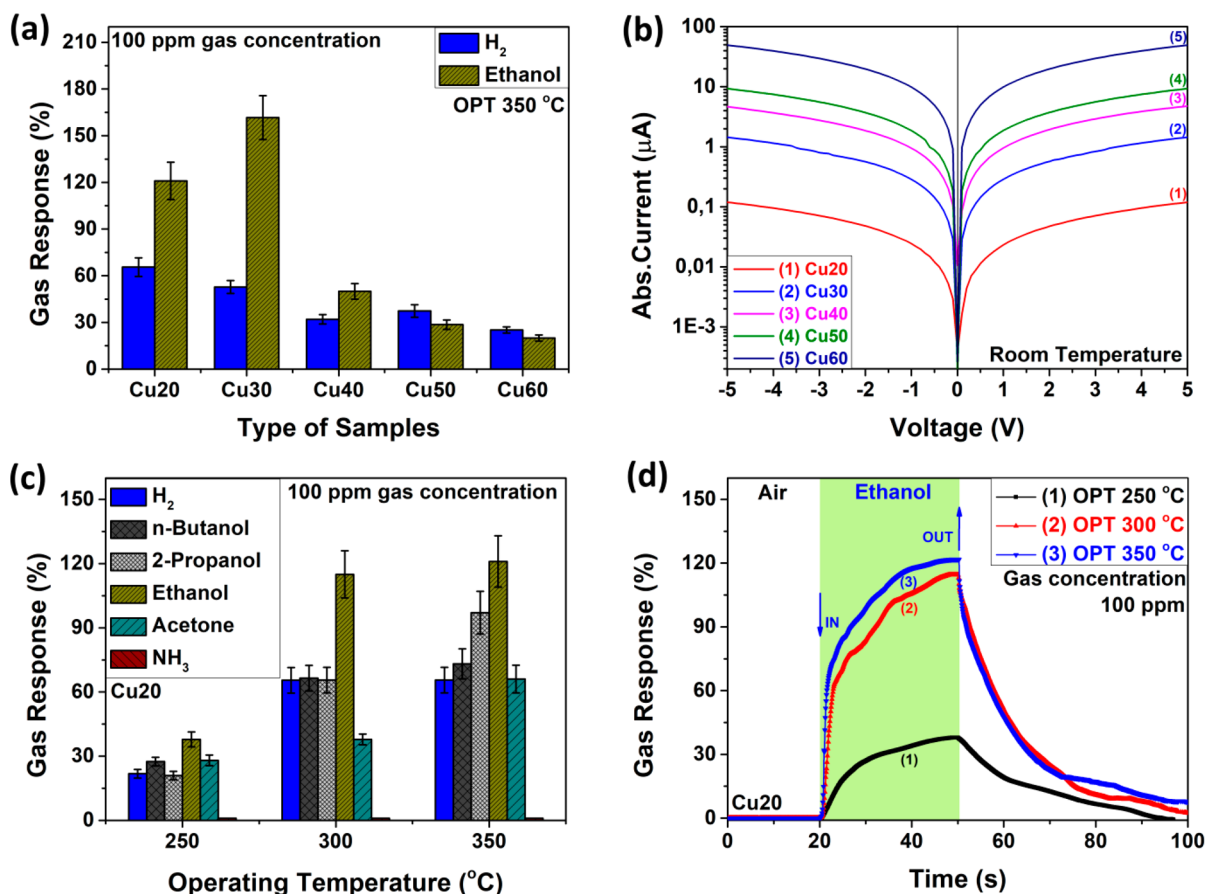 (a)
100 ppm gas concentration
H2
Ethanol
OPT 350 °C
210
180
150
120
90
60
30
0
Gas Response (%)
Cu20 Cu30 Cu40 Cu50 Cu60
Type of Samples
(b)
100
10
1
0,1
0,01
1E-3
Abs.Current (µA)
(5)
(4)
(3)
(2)
(1)
(1) Cu20
(2) Cu30
(3) Cu40
(4) Cu50
(5) Cu60
Room Temperature
-5 -4 -3 -2 -1 0 1 2 3 4 5
Voltage (V)
(c)
H2
n-Butanol
2-Propanol
Ethanol
Acetone
NH3
Cu20
100 ppm gas concentration
150
120
90
60
30
0
Gas Response (%)
250 300 350
Operating Temperature (°C)
(d)
Air
Ethanol
(1) OPT 250 °C
(2) OPT 300 °C
(3) OPT 350 °C
Gas concentration
100 ppm
OUT
IN
(3)
(2)
(1)
Cu20
150
120
90
60
30
0
Gas Response (%)
0 20 40 60 80 100
Time (s)